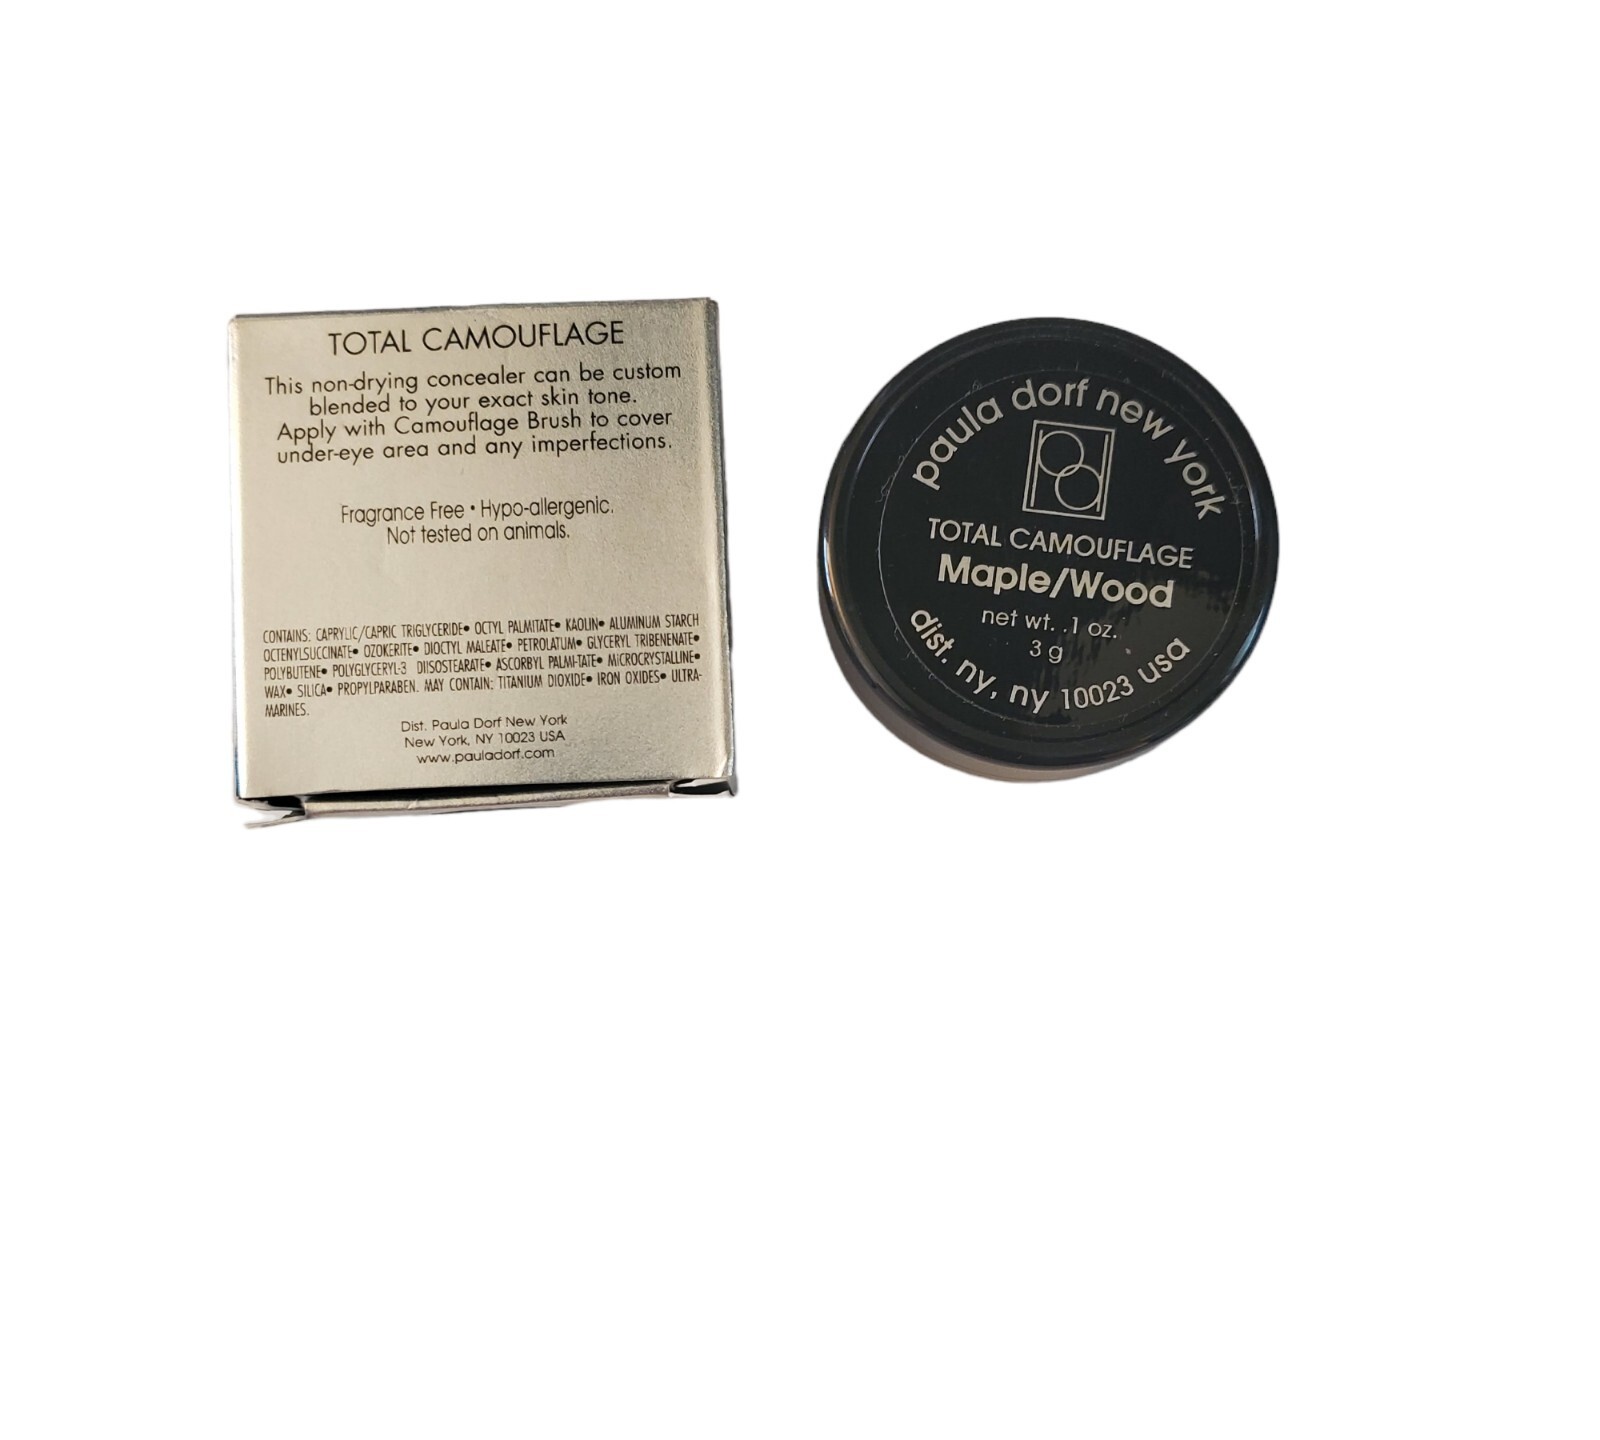 TOTAL CAMOUFLAGE
This non-drying concealer can be custom
blended to your exact skin tone.
Apply with Camouflage Brush to cover
under-eye area and any imperfections.
Fragrance Free • Hypo-allergenic.
Not tested on animals.
CONTAINS: CAPRYLIC/CAPRIC TRIGLYCERIDE• OCTYL PALMITATE• KAOLIN• ALUMINUM STARCH
OCTENYLSUCCINATE• OZOKERITE• DIOCTYL MALEATE• PETROLATUM• GLYCERYL TRIBENENATE•
POLYBUTENE• POLYGLYCERYL-3 DIISOSTEARATE• ASCORBYL PALMI-TATE• MICROCRYSTALLINE•
WAX• SILICA• PROPYLPARABEN. MAY CONTAIN: TITANIUM DIOXIDE• IRON OXIDES• ULTRA-
MARINES.
Dist. Paula Dorf New York
New York, NY 10023 USA
www.pauladorf.com
paula dorf new york
TOTAL CAMOUFLAGE
Maple/Wood
net wt. .1 oz.
3 g
dist. ny, ny 10023 usa